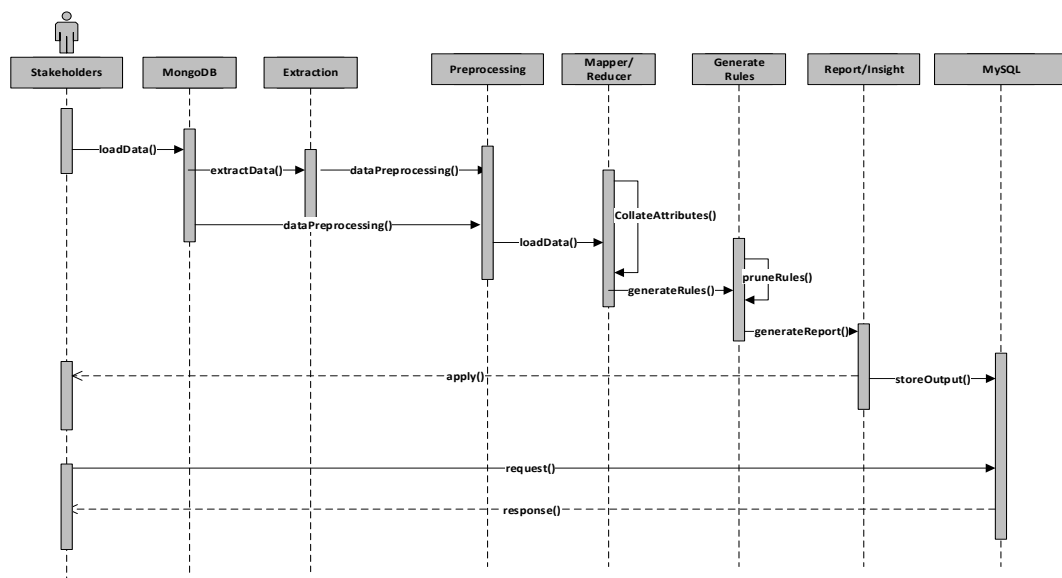 Stakeholders
MongoDB
Extraction
Preprocessing
Mapper/
Reducer
Generate
Rules
Report/Insight
MySQL
loadData()
extractData()
dataPreprocessing()
CollateAttributes()
dataPreprocessing()
loadData()
pruneRules()
generateRules()
generateReport()
apply()
storeOutput()
request()
response()